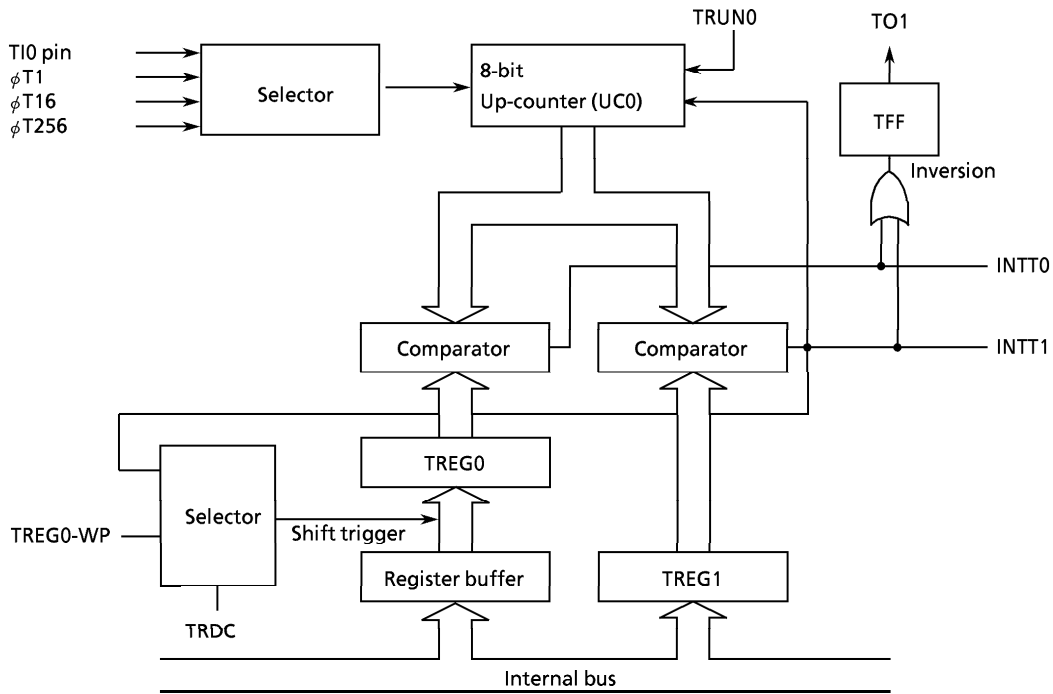 TRUN0
TO1
TI0 pin
ϕT1
ϕT16
ϕT256
Selector
8-bit
Up-counter (UC0)
TFF
Inversion
INTT0
Comparator
Comparator
INTT1
TREG0
Selector
Shift trigger
TREG0-WP
Register buffer
TREG1
TRDC
Internal bus